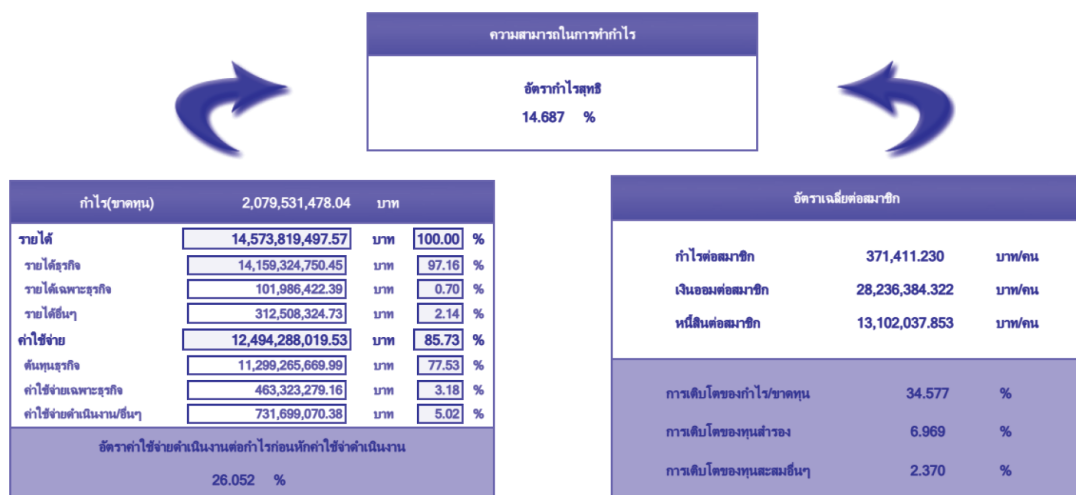 ความสามารถในการทำกำไร
อัตรากำไรสุทธิ
14.687 %
กำไร(ขาดทุน) 2,079,531,478.04 บาท
รายได้ 14,573,819,497.57 บาท 100.00 %
รายได้ธุรกิจ 14,159,324,750.45 บาท 97.16 %
รายได้เฉพาะธุรกิจ 101,986,422.39 บาท 0.70 %
รายได้อื่นๆ 312,508,324.73 บาท 2.14 %
ค่าใช้จ่าย 12,494,288,019.53 บาท 85.73 %
ต้นทุนธุรกิจ 11,299,265,669.99 บาท 77.53 %
ค่าใช้จ่ายเฉพาะธุรกิจ 463,323,279.16 บาท 3.18 %
ค่าใช้จ่ายดำเนินงาน/อื่นๆ 731,699,070.38 บาท 5.02 %
อัตราค่าใช้จ่ายดำเนินงานต่อกำไรก่อนหักค่าใช้จ่าดำเนินงาน
26.052 %
อัตราเฉลี่ยต่อสมาชิก
กำไรต่อสมาชิก 371,411.230 บาท/คน
เงินออมต่อสมาชิก 28,236,384.322 บาท/คน
หนี้สินต่อสมาชิก 13,102,037.853 บาท/คน
การเติบโตของกำไร/ขาดทุน 34.577 %
การเติบโตของทุนสำรอง 6.969 %
การเติบโตของทุนสะสมอื่นๆ 2.370 %